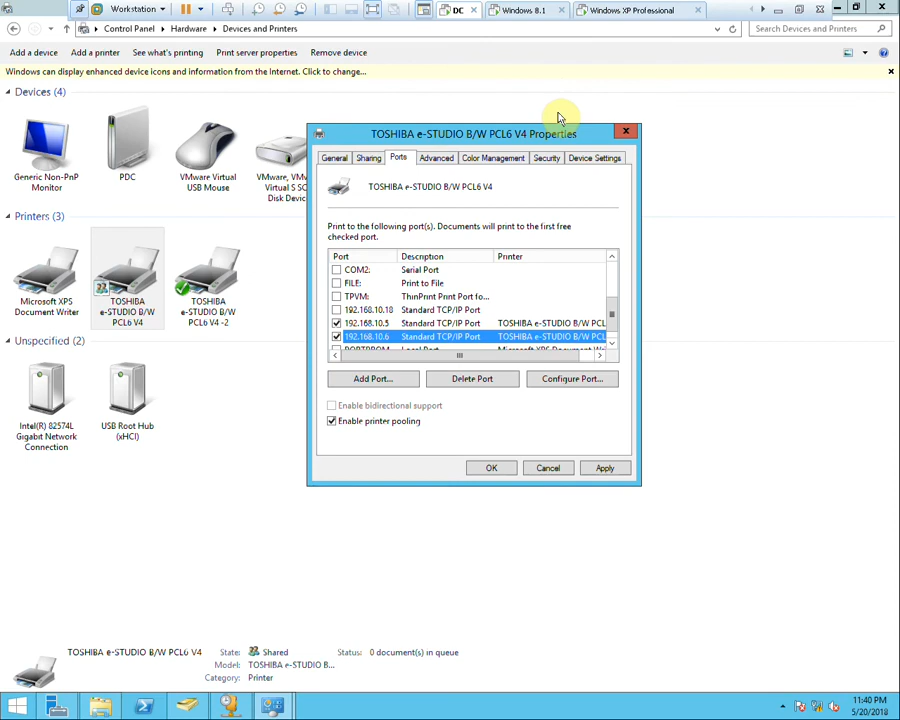 Workstation
DC
Windows 8.1
Windows XP Professional
Control Panel
Hardware
Devices and Printers
Search Devices and Printers
Add a device
Add a printer
See what's printing
Print server properties
Remove device
Windows can display enhanced device icons and information from the Internet. Click to change...
Devices (4)
Generic Non-PnP
Monitor
PDC
VMware Virtual
USB Mouse
VMware, VMw
Virtual S SC
Disk Devic
Printers (3)
Microsoft XPS
Document Writer
TOSHIBA
e-STUDIO B/W
PCL6 V4
TOSHIBA
e-STUDIO B/W
PCL6 V4 -2
Unspecified (2)
Intel(R) 82574L
Gigabit Network
Connection
USB Root Hub
(xHCI)
TOSHIBA e-STUDIO B/W PCL6 V4 Properties
General
Sharing
Ports
Advanced
Color Management
Security
Device Settings
TOSHIBA e-STUDIO B/W PCL6 V4
Print to the following port(s). Documents will print to the first free
checked port.
Port Description Printer
COM2: Serial Port
FILE: Print to File
TPVM: ThinPrint Print Port fo...
192.168.10.18 Standard TCP/IP Port
192.168.10.5 Standard TCP/IP Port TOSHIBA e-STUDIO B/W PCL
192.168.10.6 Standard TCP/IP Port TOSHIBA e-STUDIO B/W PCL
Add Port...
Delete Port
Configure Port...
Enable bidirectional support
Enable printer pooling
OK
Cancel
Apply
TOSHIBA e-STUDIO B/W PCL6 V4
State: Shared
Status: 0 document(s) in queue
Model: TOSHIBA e-STUDIO B...
Category: Printer
11:40 PM
5/20/2018